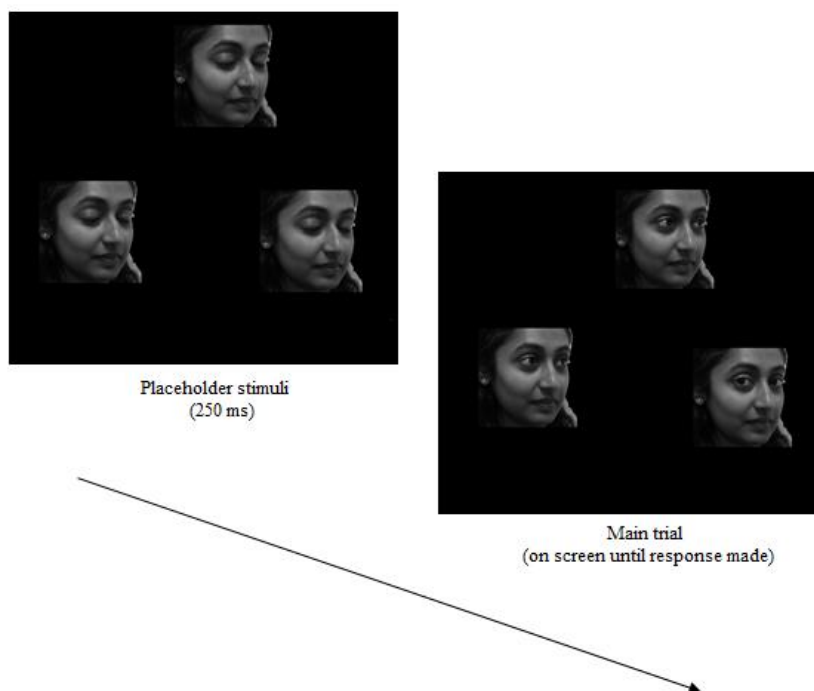 Placeholder stimuli
(250 ms)
Main trial
(on screen until response made)